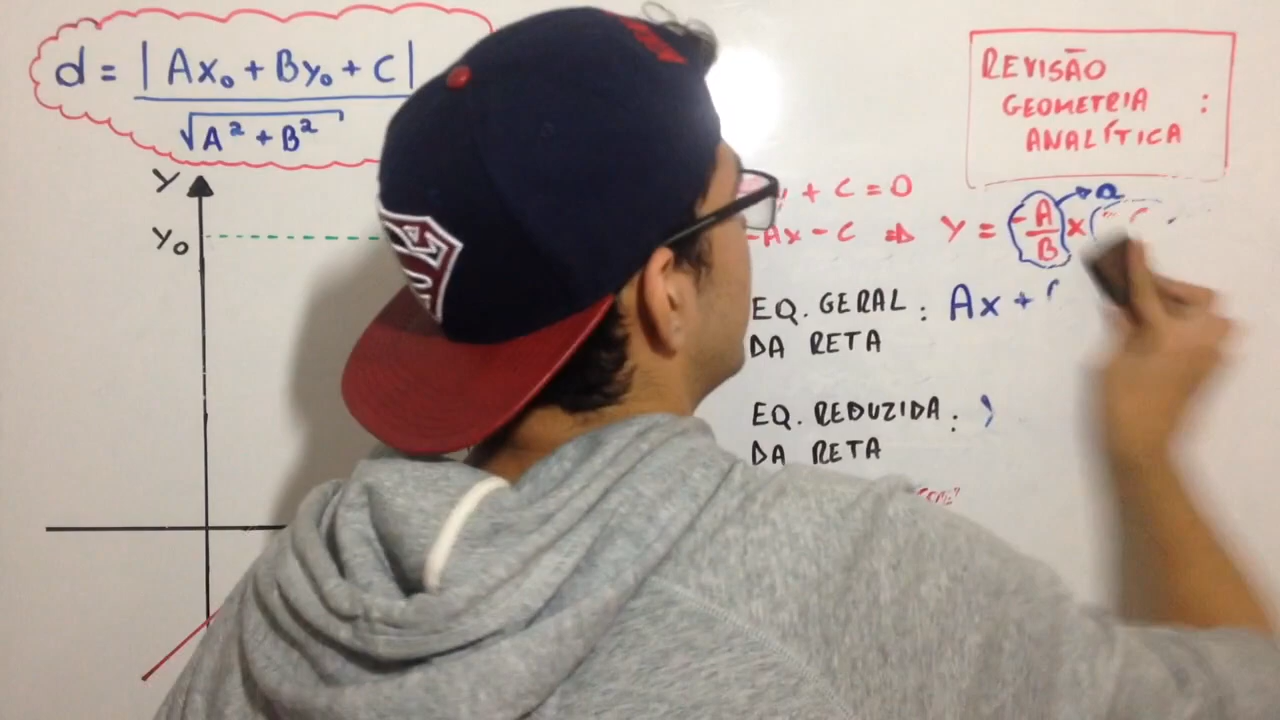 d = | Ax₀ + By₀ + C |
√A² + B²
REVISÃO
GEOMETRIA :
ANALÍTICA
Y
Y₀
+ C = 0
-Ax - C ⇒ Y = -A/B x
a
EQ. GERAL : Ax +
DA RETA
EQ. REDUZIDA :
DA RETA